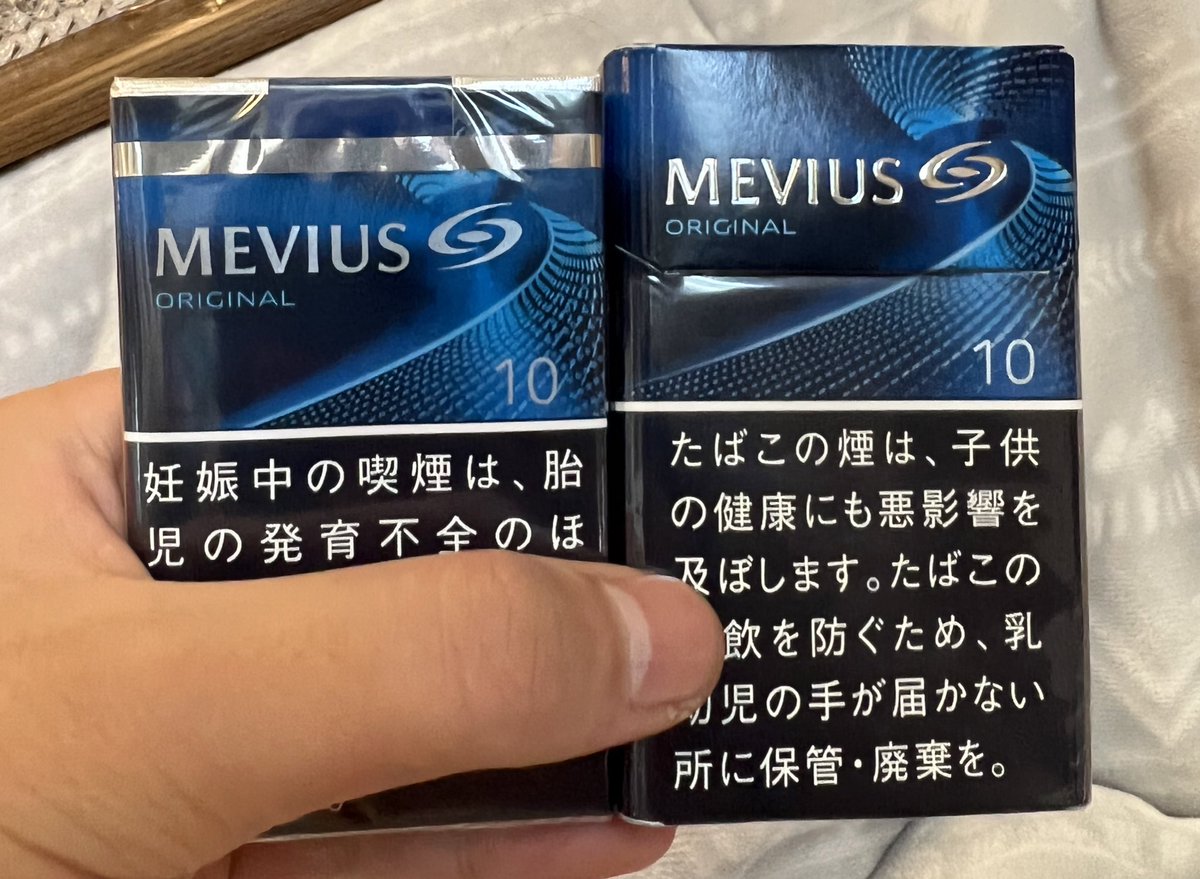 MEVIUS
ORIGINAL
10
妊娠中の喫煙は、胎
児の発育不全のほ
MEVIUS
ORIGINAL
10
たばこの煙は、子供
の健康にも悪影響を
及ぼします。たばこの
飲を防ぐため、乳
幼児の手が届かない
所に保管・廃棄を。